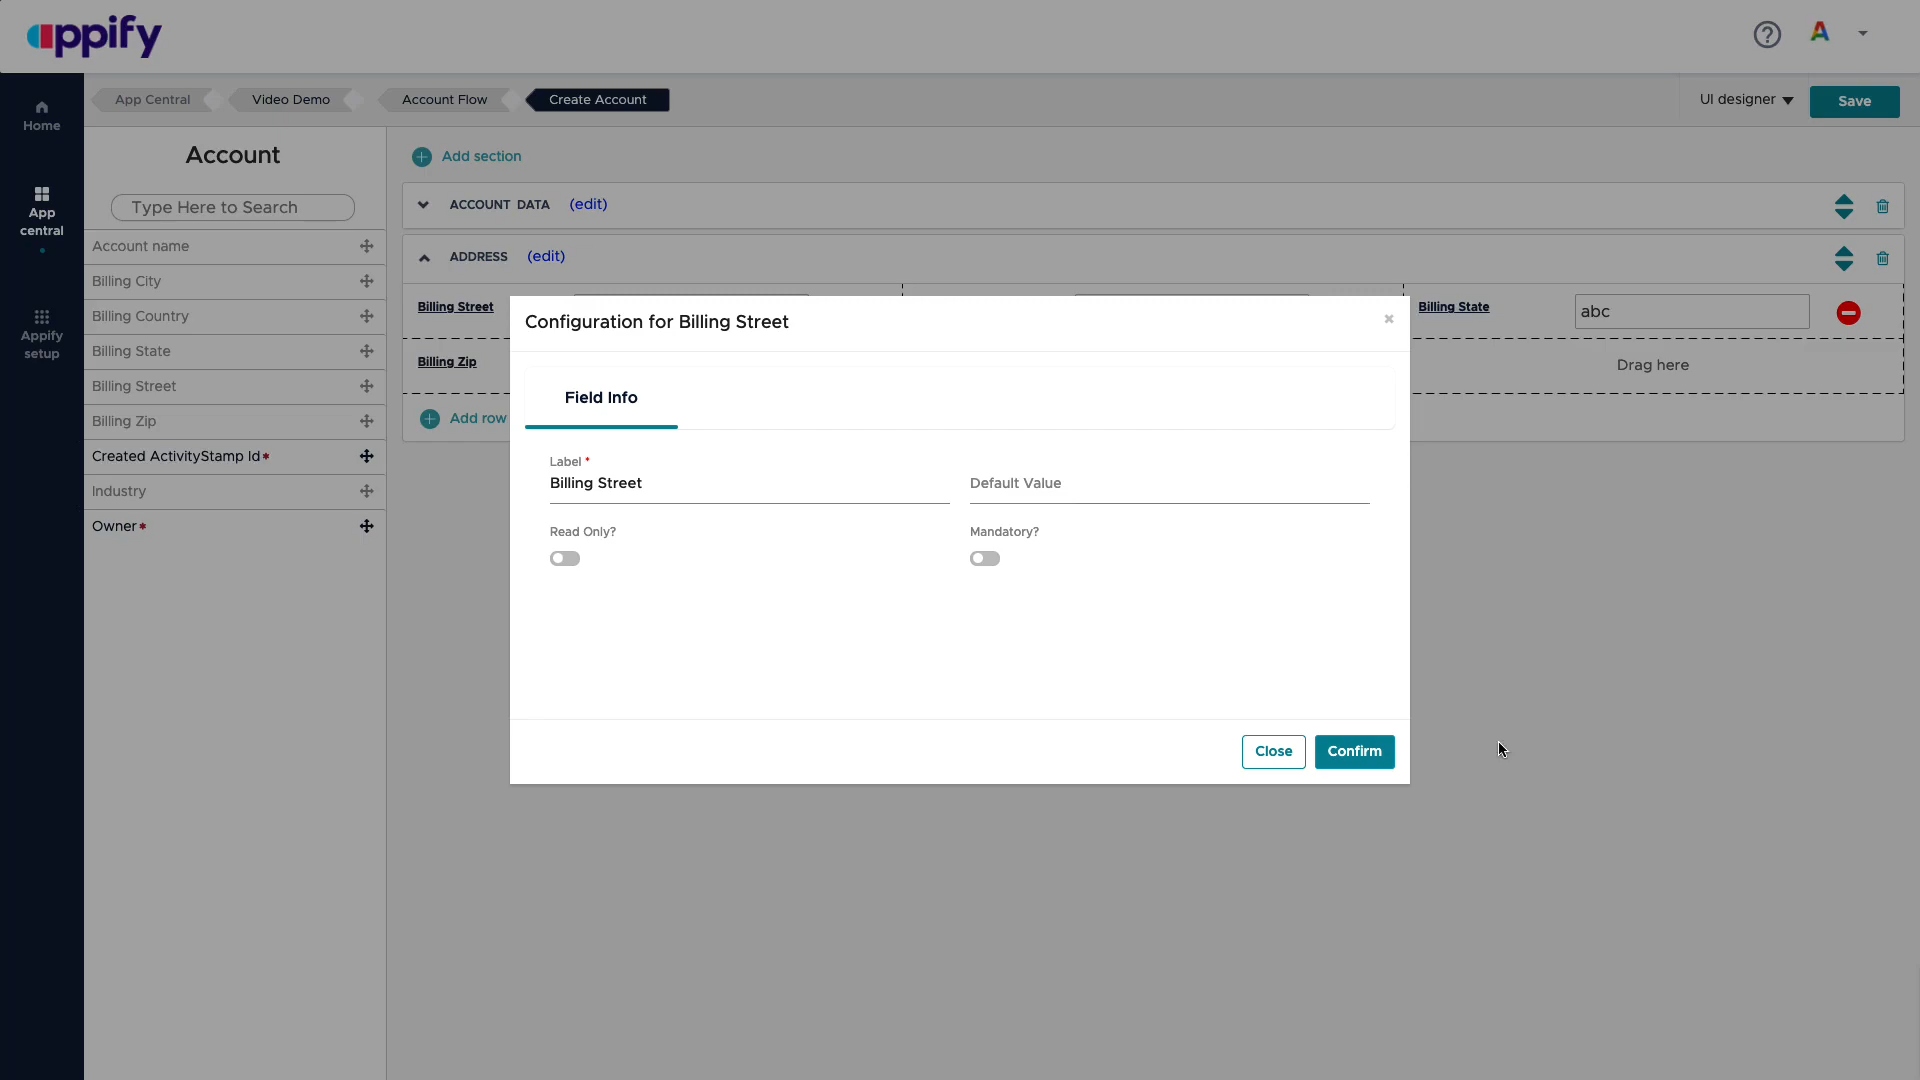 appify
App Central
Video Demo
Account Flow
Create Account
UI designer
Save
Home
App
central
Appify
setup
Account
Type Here to Search
Account name
Billing City
Billing Country
Billing State
Billing Street
Billing Zip
Created ActivityStamp Id*
Industry
Owner*
Add section
ACCOUNT DATA (edit)
ADDRESS (edit)
Billing Street
Billing State
abc
Billing Zip
Drag here
Add row
Configuration for Billing Street
×
Field Info
Label *
Billing Street
Default Value
Read Only?
Mandatory?
Close
Confirm